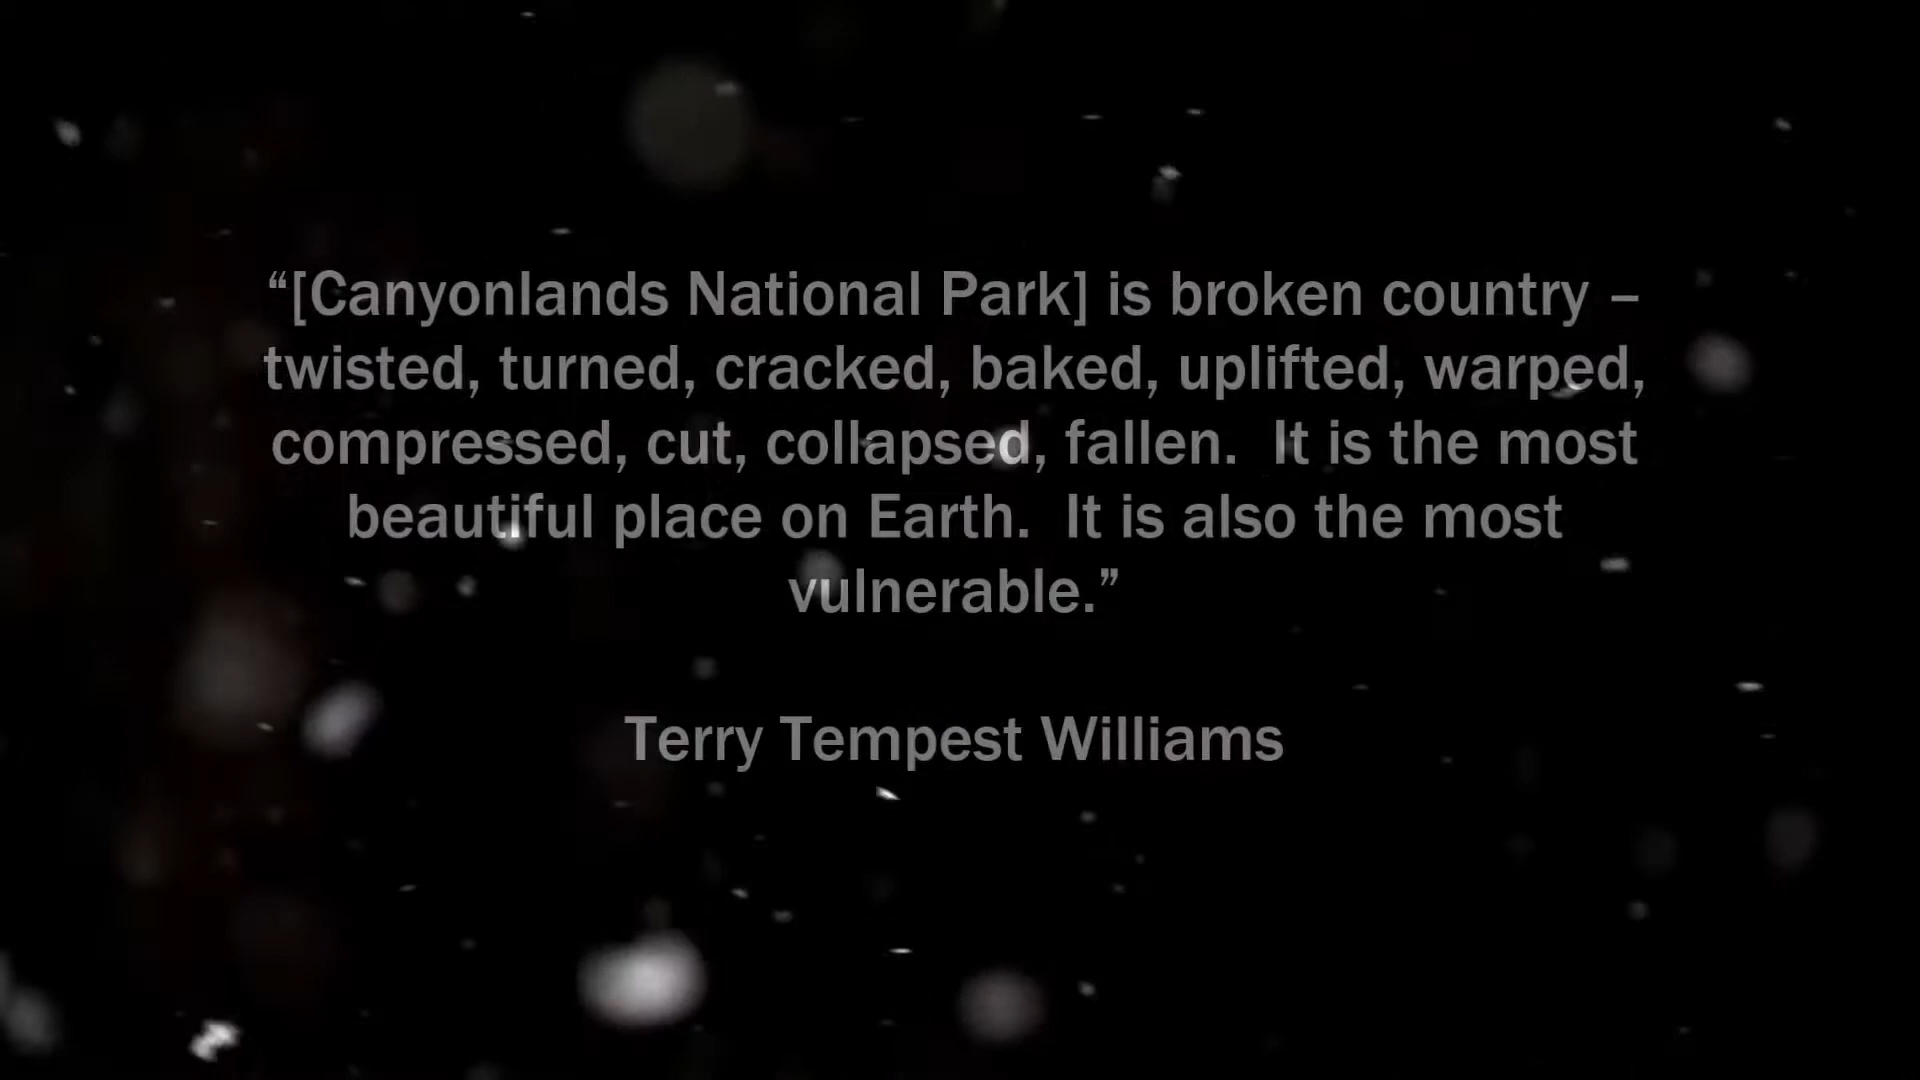 “[Canyonlands National Park] is broken country –
twisted, turned, cracked, baked, uplifted, warped,
compressed, cut, collapsed, fallen.  It is the most
beautiful place on Earth.  It is also the most
vulnerable.”
Terry Tempest Williams